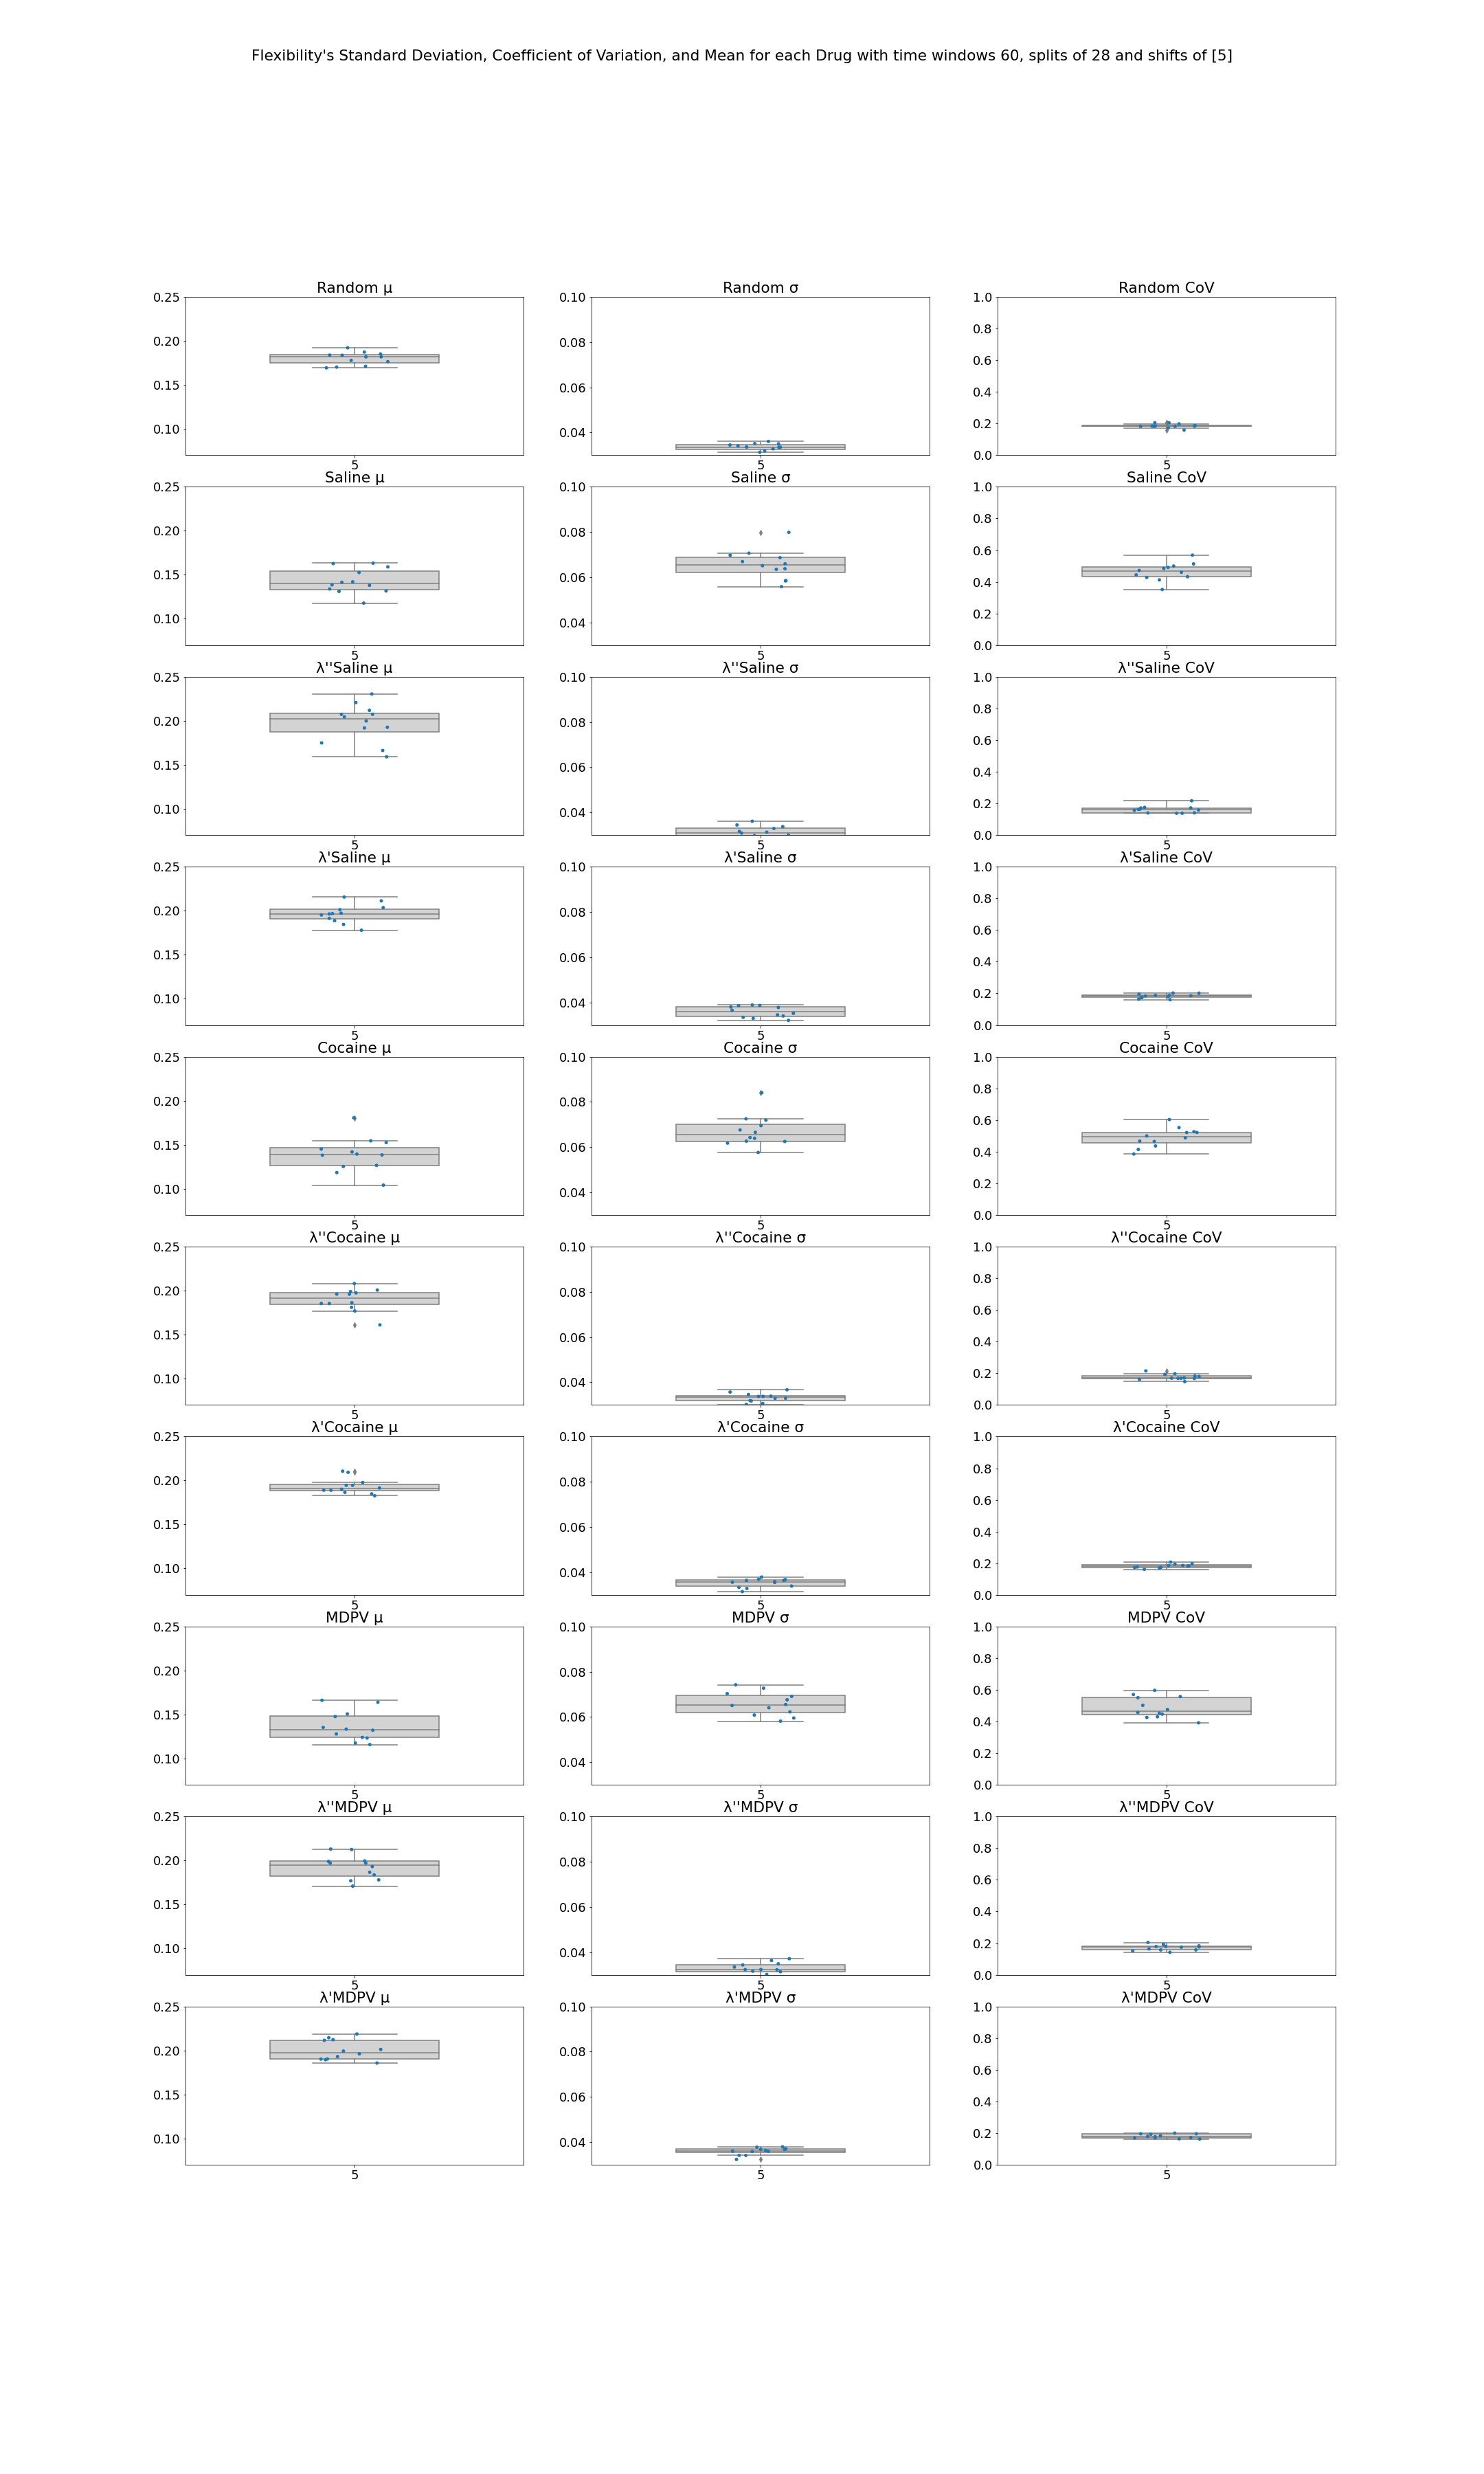 Flexibility's Standard Deviation, Coefficient of Variation, and Mean for each Drug with time windows 60, splits of 28 and shifts of [5]
Random μ Random σ Random CoV
0.25 0.10 1.0
0.8
0.20 0.08
0.6
0.15 0.06
0.4
0.10 0.04 0.2
0.0
5 5 5
Saline μ Saline σ Saline CoV
0.25 0.10 1.0
0.8
0.20 0.08
0.6
0.15 0.06
0.4
0.10 0.04 0.2
0.0
5 5 5
λ''Saline μ λ''Saline σ λ''Saline CoV
0.25 0.10 1.0
0.8
0.20 0.08
0.6
0.15 0.06
0.4
0.10 0.04 0.2
0.0
5 5 5
λ'Saline μ λ'Saline σ λ'Saline CoV
0.25 0.10 1.0
0.8
0.20 0.08
0.6
0.15 0.06
0.4
0.10 0.04 0.2
0.0
5 5 5
Cocaine μ Cocaine σ Cocaine CoV
0.25 0.10 1.0
0.8
0.20 0.08
0.6
0.15 0.06
0.4
0.10 0.04 0.2
0.0
5 5 5
λ''Cocaine μ λ''Cocaine σ λ''Cocaine CoV
0.25 0.10 1.0
0.8
0.20 0.08
0.6
0.15 0.06
0.4
0.10 0.04 0.2
0.0
5 5 5
λ'Cocaine μ λ'Cocaine σ λ'Cocaine CoV
0.25 0.10 1.0
0.8
0.20 0.08
0.6
0.15 0.06
0.4
0.10 0.04 0.2
0.0
5 5 5
MDPV μ MDPV σ MDPV CoV
0.25 0.10 1.0
0.8
0.20 0.08
0.6
0.15 0.06
0.4
0.10 0.04 0.2
0.0
5 5 5
λ''MDPV μ λ''MDPV σ λ''MDPV CoV
0.25 0.10 1.0
0.8
0.20 0.08
0.6
0.15 0.06
0.4
0.10 0.04 0.2
0.0
5 5 5
λ'MDPV μ λ'MDPV σ λ'MDPV CoV
0.25 0.10 1.0
0.8
0.20 0.08
0.6
0.15 0.06
0.4
0.10 0.04 0.2
0.0
5 5 5